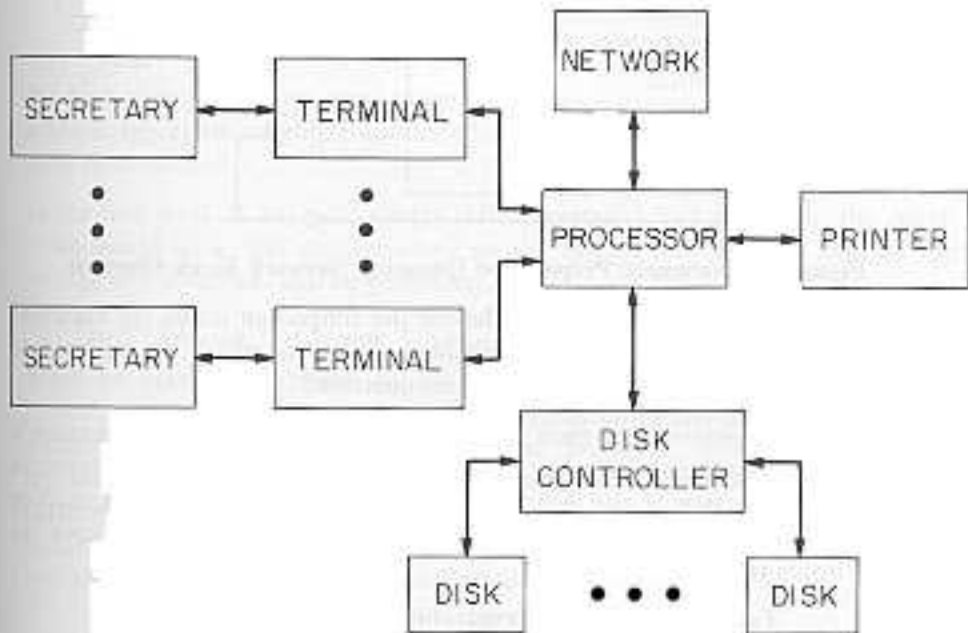 NETWORK
SECRETARY
TERMINAL
PROCESSOR
PRINTER
SECRETARY
TERMINAL
DISK
CONTROLLER
DISK
DISK